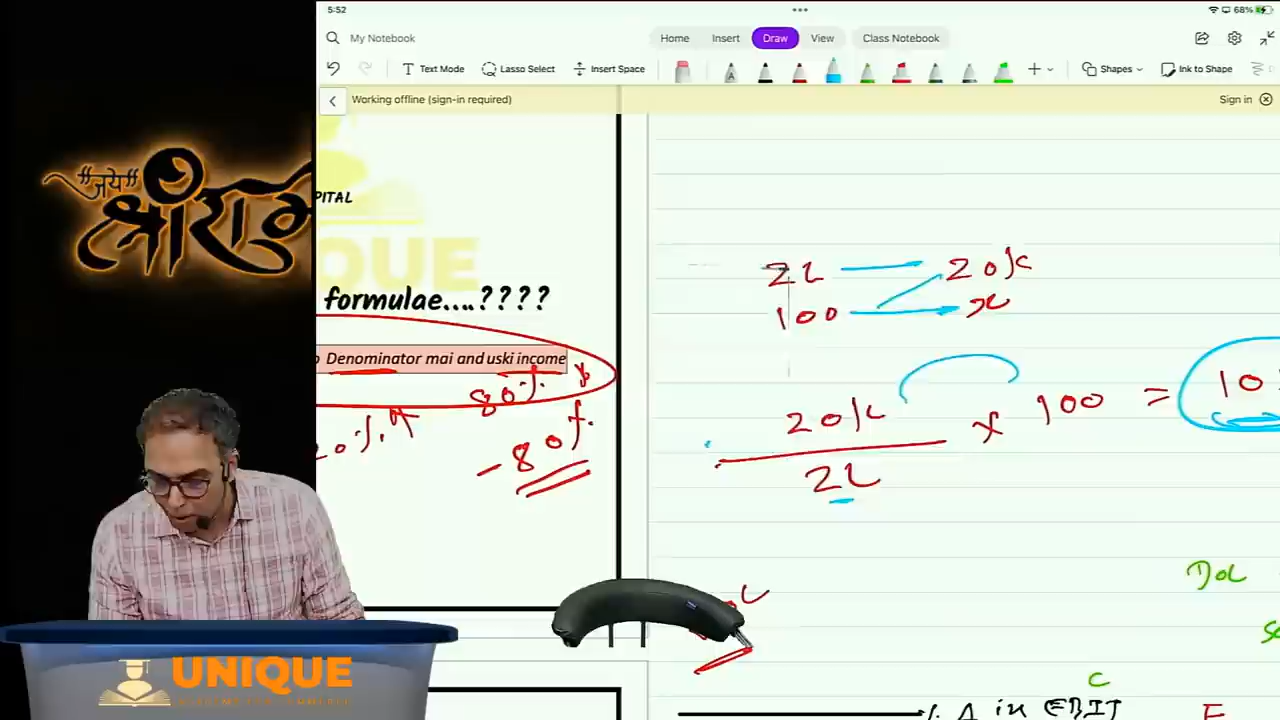 5:52
68%
My Notebook
Home Insert Draw View Class Notebook
Text Mode Lasso Select Insert Space Shapes Ink to Shape
Working offline (sign-in required) Sign in
PITAL
QUE
formulae....????
Denominator mai and uski income
80%
-80%
"जय"
श्रीराम
2L 20k
100 x
20k × 100 = 10
2L
DOL
% Δ in EBIT
C
F
UNIQUE